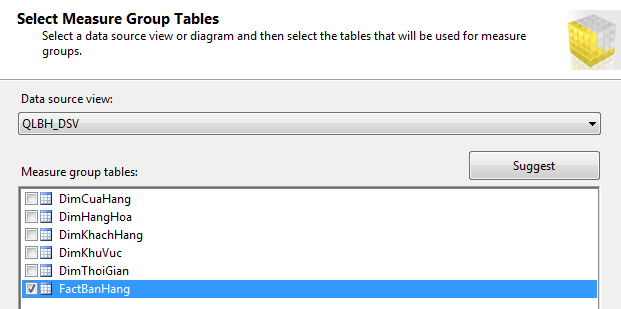 Select Measure Group Tables
Select a data source view or diagram and then select the tables that will be used for measure
groups.
Data source view:
QLBH_DSV
Measure group tables:
Suggest
DimCuaHang
DimHangHoa
DimKhachHang
DimKhuVuc
DimThoiGian
FactBanHang